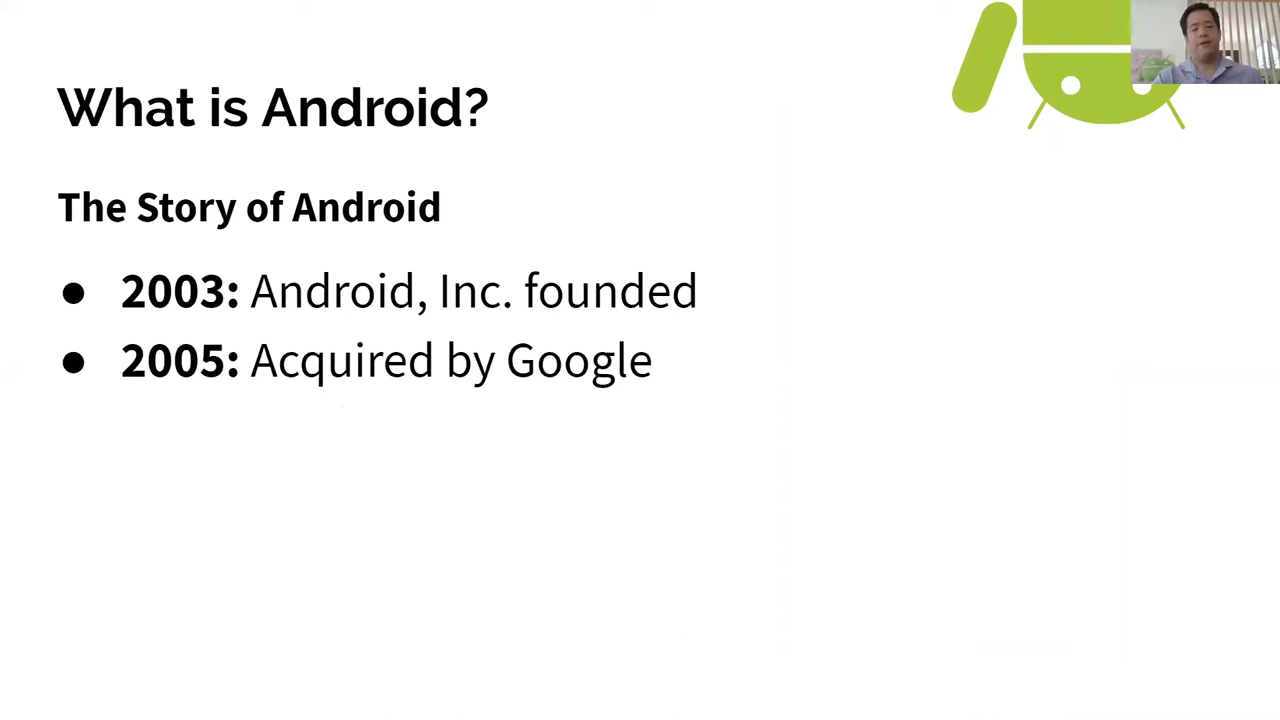 What is Android?
The Story of Android
● 2003: Android, Inc. founded
● 2005: Acquired by Google